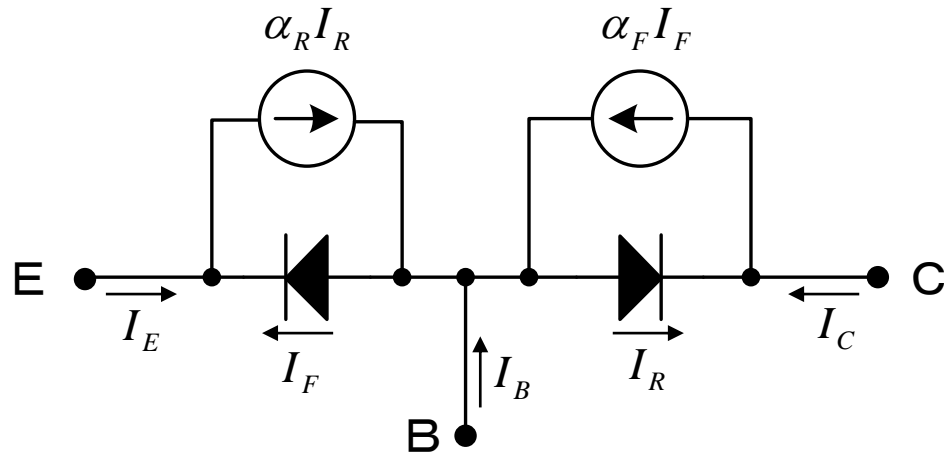 α_R I_R
α_F I_F
E
C
I_E
I_F
I_B
I_R
I_C
B